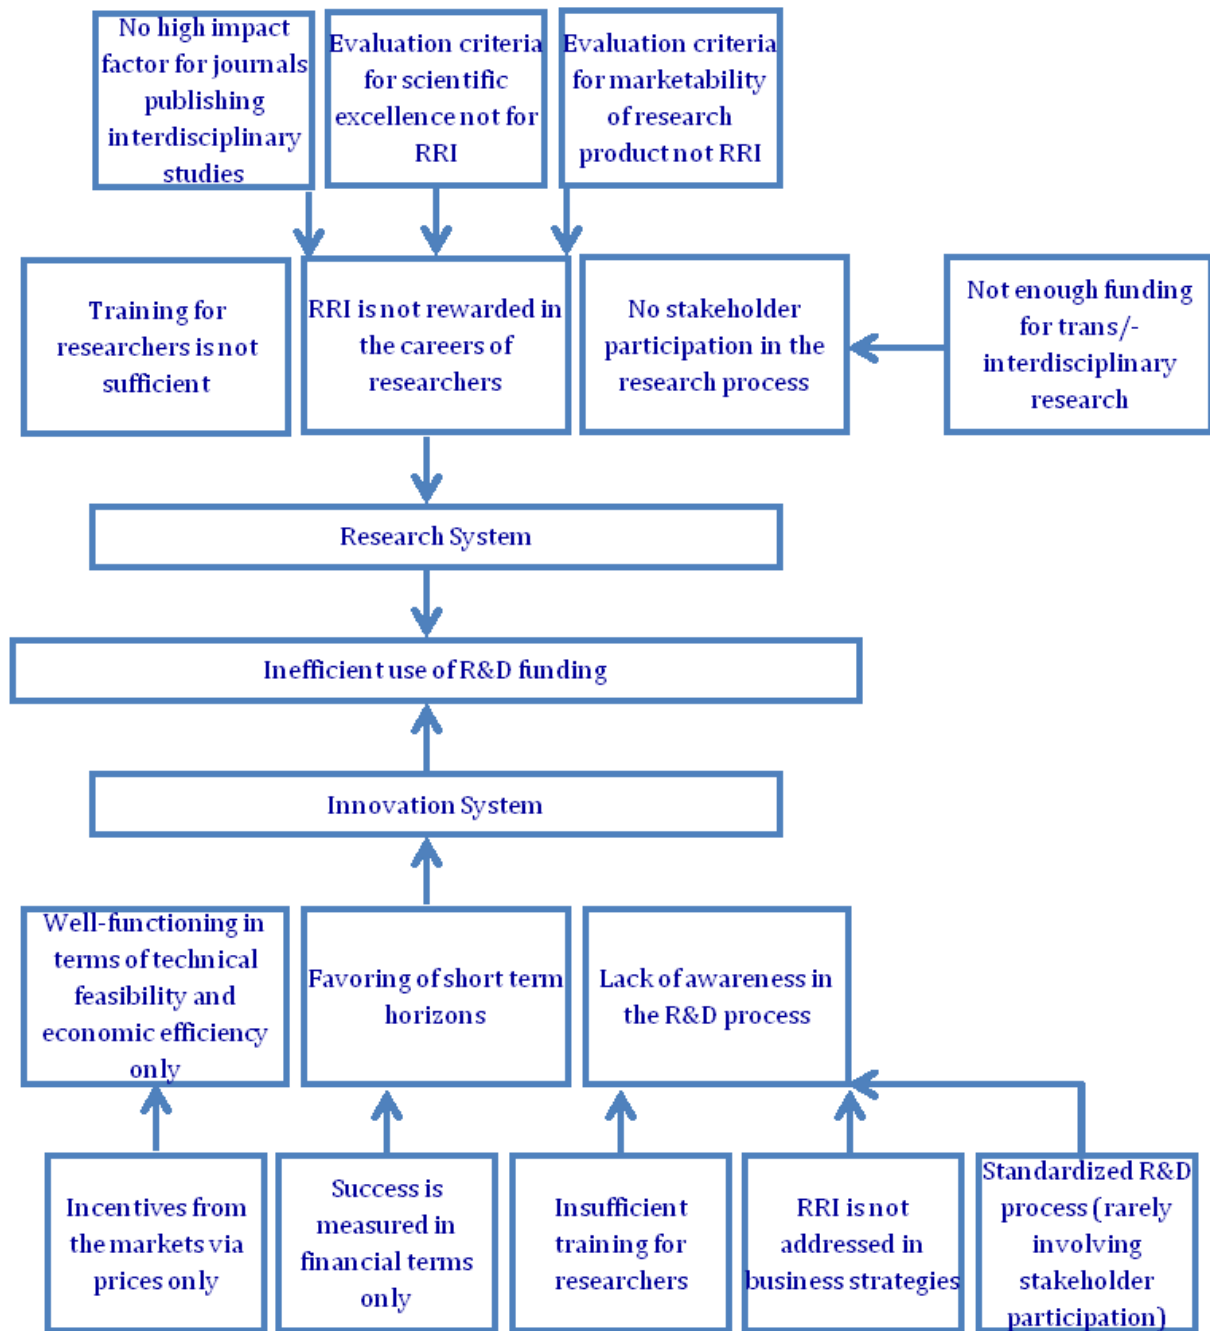 No high impact
factor for journals
publishing
interdisciplinary
studies
Evaluation criteria
for scientific
excellence not for
RRI
Evaluation criteria
for marketability
of research
product not RRI
Training for
researchers is not
sufficient
RRI is not rewarded in
the careers of
researchers
No stakeholder
participation in the
research process
Not enough funding
for trans/-
interdisciplinary
research
Research System
Inefficient use of R&D funding
Innovation System
Well-functioning in
terms of technical
feasibility and
economic efficiency
only
Favoring of short term
horizons
Lack of awareness in
the R&D process
Incentives from
the markets via
prices only
Success is
measured in
financial terms
only
Insufficient
training for
researchers
RRI is not
addressed in
business strategies
Standardized R&D
process (rarely
involving
stakeholder
participation)